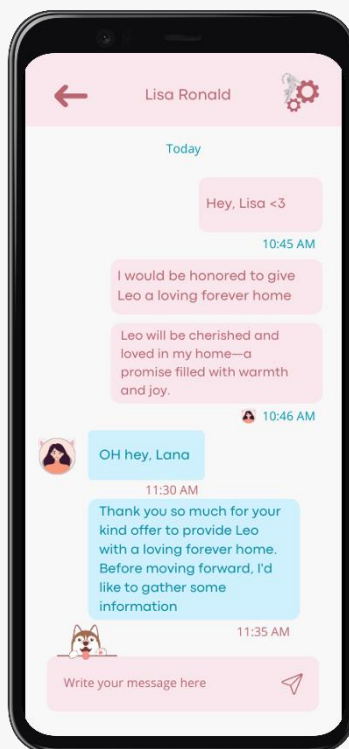 Lisa Ronald
Today
Hey, Lisa <3
10:45 AM
I would be honored to give
Leo a loving forever home
Leo will be cherished and
loved in my home—a
promise filled with warmth
and joy.
10:46 AM
OH hey, Lana
11:30 AM
Thank you so much for your
kind offer to provide Leo
with a loving forever home.
Before moving forward, I'd
like to gather some
information
11:35 AM
Write your message here